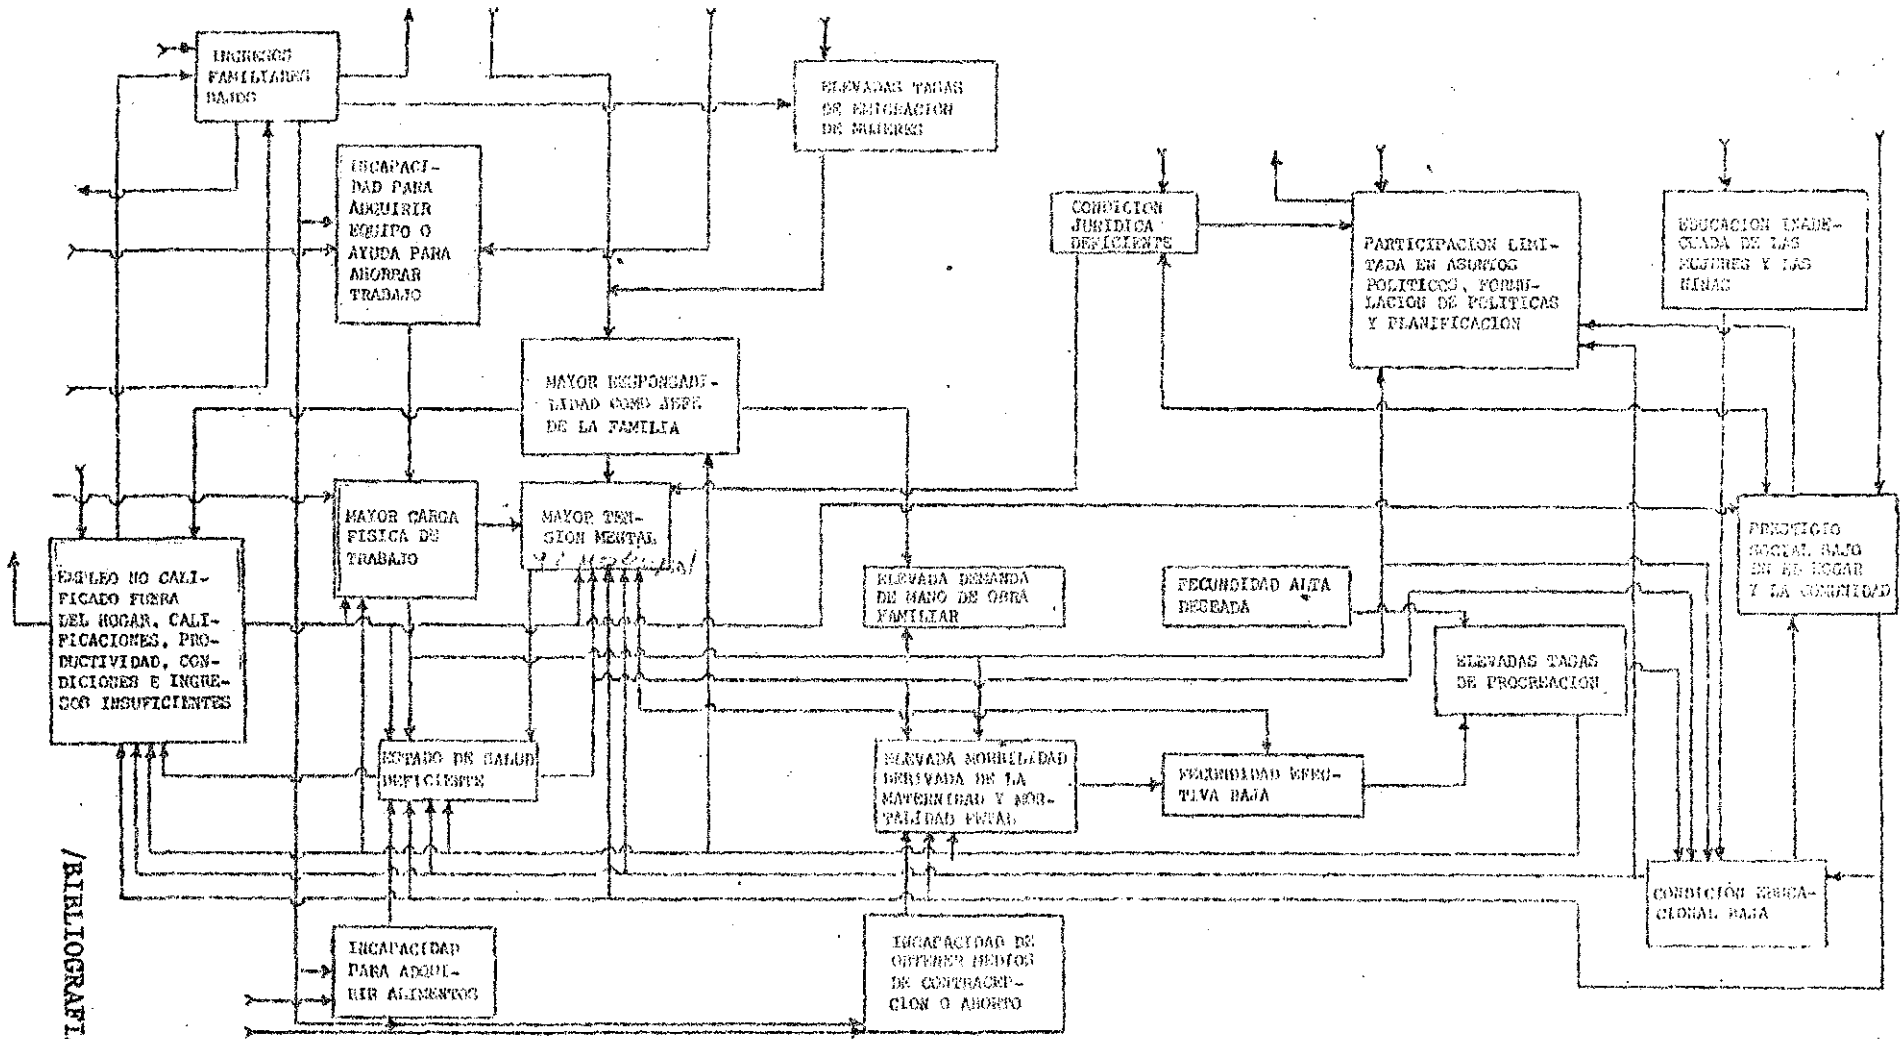 INGRESOS
FAMILIARES
BAJOS
ELEVADAS TASAS
DE EMIGRACION
DE MUJERES
INCAPACI-
DAD PARA
ADQUIRIR
EQUIPO O
AYUDA PARA
AHORRAR
TRABAJO
CONDICION
JURIDICA
DEFICIENTE
PARTICIPACION LIMI-
TADA EN ASUNTOS
POLITICOS, FORMU-
LACION DE POLITICAS
Y PLANIFICACION
EDUCACION INADE-
CUADA DE LAS
MUJERES Y LAS
NIÑAS
MAYOR RESPONSABI-
LIDAD COMO JEFE
DE LA FAMILIA
MAYOR CARGA
FISICA DE
TRABAJO
MAYOR TEN-
SION MENTAL
PRESTIGIO
SOCIAL BAJO
EN EL HOGAR
Y LA COMUNIDAD
EMPLEO NO CALI-
FICADO FUERA
DEL HOGAR, CALI-
FICACIONES, PRO-
DUCTIVIDAD, CON-
DICIONES E INGRE-
SOS INSUFICIENTES
ELEVADA DEMANDA
DE MANO DE OBRA
FAMILIAR
FECUNDIDAD ALTA
DESEADA
ELEVADAS TASAS
DE PROCREACION
ESTADO DE SALUD
DEFICIENTE
ELEVADA MORBILIDAD
DERIVADA DE LA
MATERNIDAD Y MOR-
TALIDAD FETAL
FECUNDIDAD EFEC-
TIVA BAJA
CONDICIÓN EDUCA-
CIONAL BAJA
INCAPACIDAD
PARA ADQUI-
RIR ALIMENTOS
INCAPACIDAD DE
OBTENER MEDIOS
DE CONTRACEP-
CION O ABORTO